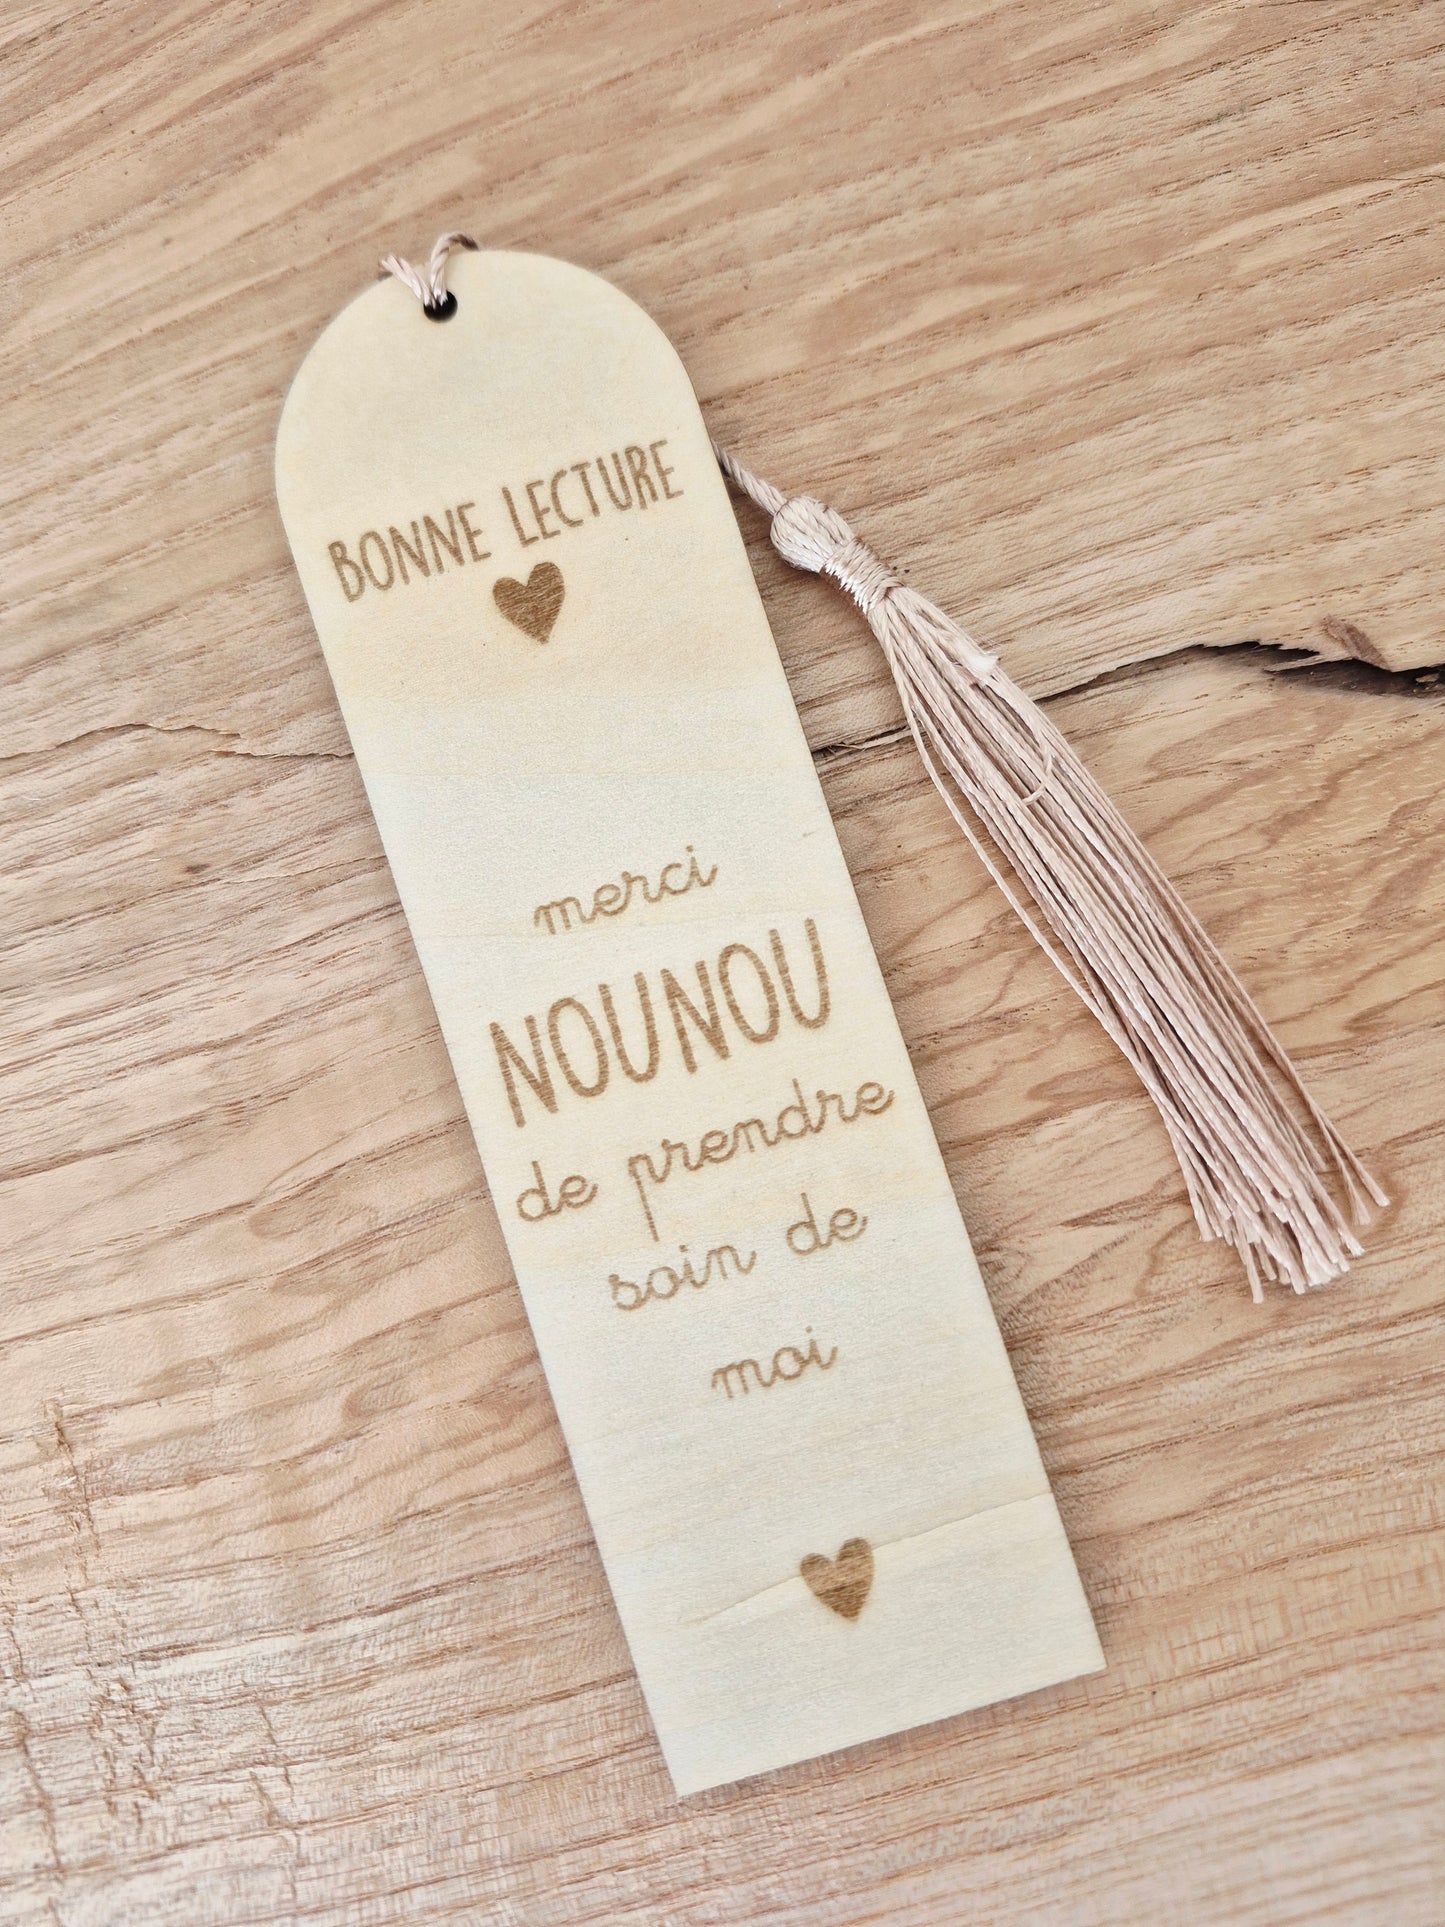 BONNE LECTURE
merci
NOUNOU
de prendre
soin de
moi